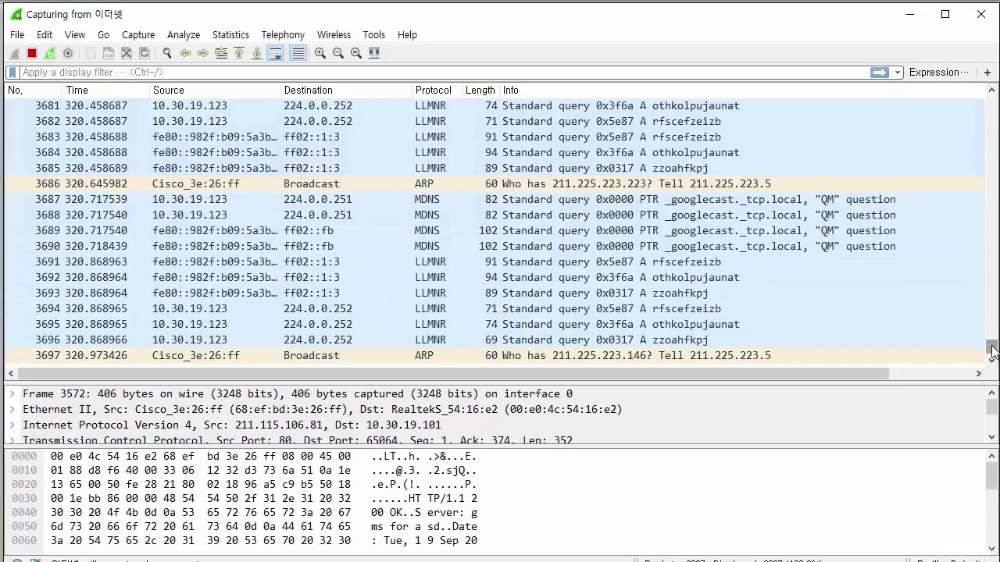 Capturing from 이더넷
File Edit View Go Capture Analyze Statistics Telephony Wireless Tools Help
Apply a display filter ··· <Ctrl-/> Expression··· +
No. Time Source Destination Protocol Length Info
3681 320.458687 10.30.19.123 224.0.0.252 LLMNR 74 Standard query 0x3f6a A othkolpujaunat
3682 320.458687 10.30.19.123 224.0.0.252 LLMNR 71 Standard query 0x5e87 A rfscefzeizb
3683 320.458688 fe80::982f:b09:5a3b… ff02::1:3 LLMNR 91 Standard query 0x5e87 A rfscefzeizb
3684 320.458688 fe80::982f:b09:5a3b… ff02::1:3 LLMNR 94 Standard query 0x3f6a A othkolpujaunat
3685 320.458689 fe80::982f:b09:5a3b… ff02::1:3 LLMNR 89 Standard query 0x0317 A zzoahfkpj
3686 320.645982 Cisco_3e:26:ff Broadcast ARP 60 Who has 211.225.223.223? Tell 211.225.223.5
3687 320.717539 10.30.19.123 224.0.0.251 MDNS 82 Standard query 0x0000 PTR _googlecast._tcp.local, "QM" question
3688 320.717540 10.30.19.123 224.0.0.251 MDNS 82 Standard query 0x0000 PTR _googlecast._tcp.local, "QM" question
3689 320.717540 fe80::982f:b09:5a3b… ff02::fb MDNS 102 Standard query 0x0000 PTR _googlecast._tcp.local, "QM" question
3690 320.718439 fe80::982f:b09:5a3b… ff02::fb MDNS 102 Standard query 0x0000 PTR _googlecast._tcp.local, "QM" question
3691 320.868963 fe80::982f:b09:5a3b… ff02::1:3 LLMNR 91 Standard query 0x5e87 A rfscefzeizb
3692 320.868964 fe80::982f:b09:5a3b… ff02::1:3 LLMNR 94 Standard query 0x3f6a A othkolpujaunat
3693 320.868964 fe80::982f:b09:5a3b… ff02::1:3 LLMNR 89 Standard query 0x0317 A zzoahfkpj
3694 320.868965 10.30.19.123 224.0.0.252 LLMNR 71 Standard query 0x5e87 A rfscefzeizb
3695 320.868965 10.30.19.123 224.0.0.252 LLMNR 74 Standard query 0x3f6a A othkolpujaunat
3696 320.868966 10.30.19.123 224.0.0.252 LLMNR 69 Standard query 0x0317 A zzoahfkpj
3697 320.973426 Cisco_3e:26:ff Broadcast ARP 60 Who has 211.225.223.146? Tell 211.225.223.5
Frame 3572: 406 bytes on wire (3248 bits), 406 bytes captured (3248 bits) on interface 0
Ethernet II, Src: Cisco_3e:26:ff (68:ef:bd:3e:26:ff), Dst: RealtekS_54:16:e2 (00:e0:4c:54:16:e2)
Internet Protocol Version 4, Src: 211.115.106.81, Dst: 10.30.19.101
Transmission Control Protocol, Src Port: 80, Dst Port: 65064, Seq: 1, Ack: 374, Len: 352
0000 00 e0 4c 54 16 e2 68 ef bd 3e 26 ff 08 00 45 00 ..LT..h. .>&...E.
0010 01 88 d8 f6 40 00 33 06 12 32 d3 73 6a 51 0a 1e ....@.3. .2.sjQ..
0020 13 65 00 50 fe 28 21 80 02 18 96 a5 c9 b5 50 18 .e.P.(!. ......P.
0030 00 1e bb 86 00 00 48 54 54 50 2f 31 2e 31 20 32 ......HT TP/1.1 2
0040 30 30 20 4f 4b 0d 0a 53 65 72 76 65 72 3a 20 67 00 OK..S erver: g
0050 6d 73 20 66 6f 72 20 61 73 64 0d 0a 44 61 74 65 ms for a sd..Date
0060 3a 20 54 75 65 2c 20 31 39 20 53 65 70 20 32 30 : Tue, 1 9 Sep 20